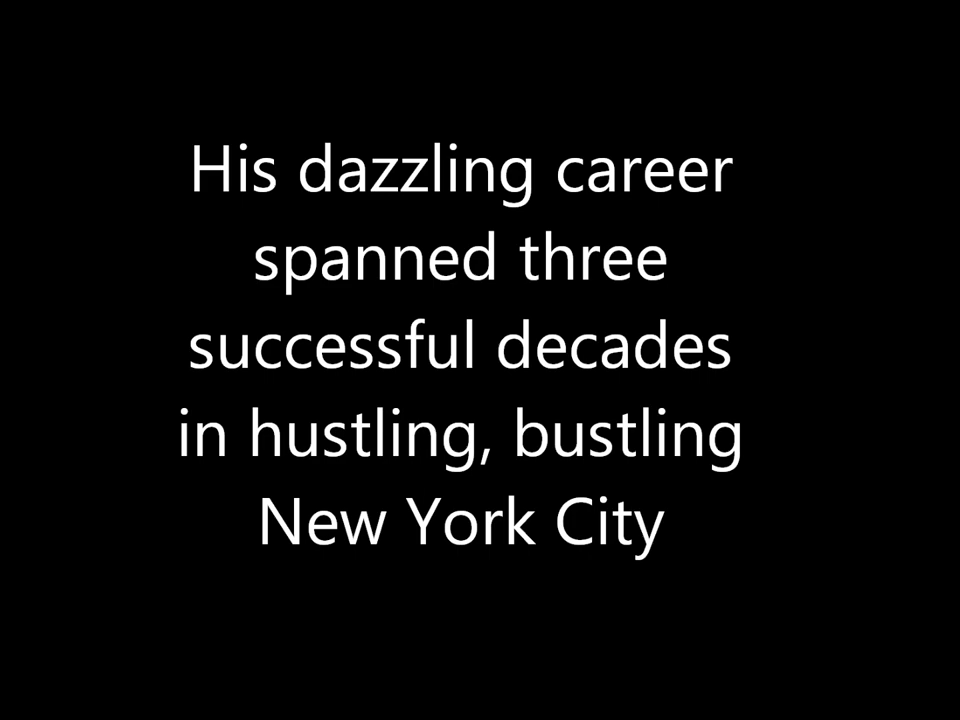 His dazzling career
spanned three
successful decades
in hustling, bustling
New York City